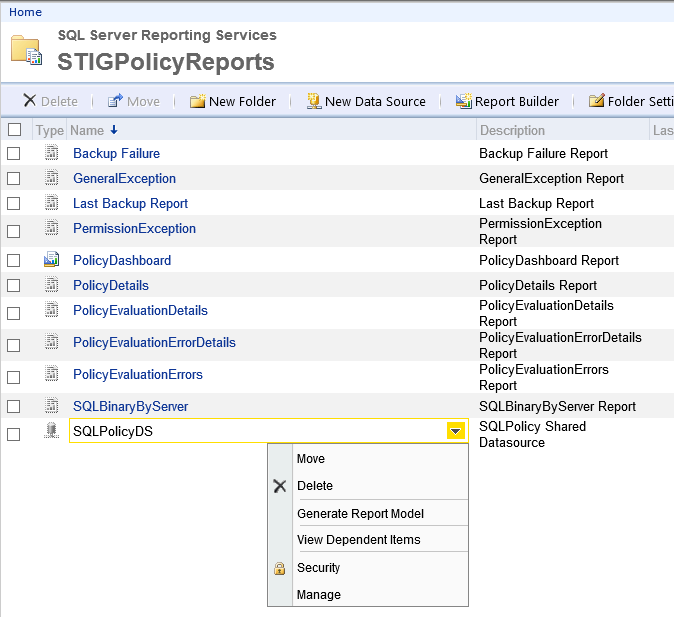 Home
SQL Server Reporting Services
STIGPolicyReports
Delete Move New Folder New Data Source Report Builder Folder Setti
Type Name Description Las
Backup Failure Backup Failure Report
GeneralException GeneralException Report
Last Backup Report Last Backup Report
PermissionException PermissionException
Report
PolicyDashboard PolicyDashboard Report
PolicyDetails PolicyDetails Report
PolicyEvaluationDetails PolicyEvaluationDetails
Report
PolicyEvaluationErrorDetails PolicyEvaluationErrorDetails
Report
PolicyEvaluationErrors PolicyEvaluationErrors
Report
SQLBinaryByServer SQLBinaryByServer Report
SQLPolicyDS SQLPolicy Shared
Datasource
Move
Delete
Generate Report Model
View Dependent Items
Security
Manage